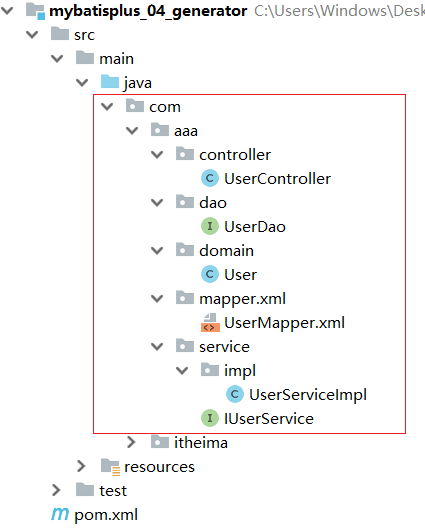 mybatisplus_04_generator C:\Users\Windows\Desk
src
main
java
com
aaa
controller
UserController
dao
UserDao
domain
User
mapper.xml
UserMapper.xml
service
impl
UserServiceImpl
IUserService
itheima
resources
test
pom.xml